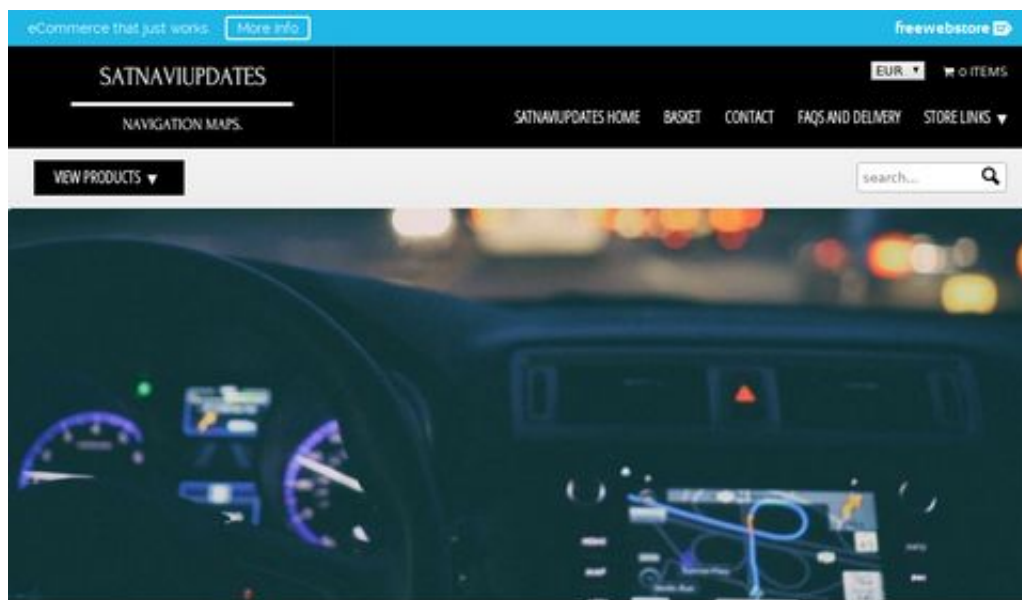 eCommerce that just works. More Info
freewebstore
SATNAVIUPDATES
NAVIGATION MAPS.
EUR
0 ITEMS
SATNAVIUPDATES HOME BASKET CONTACT FAQS AND DELIVERY STORE LINKS
VIEW PRODUCTS
search...